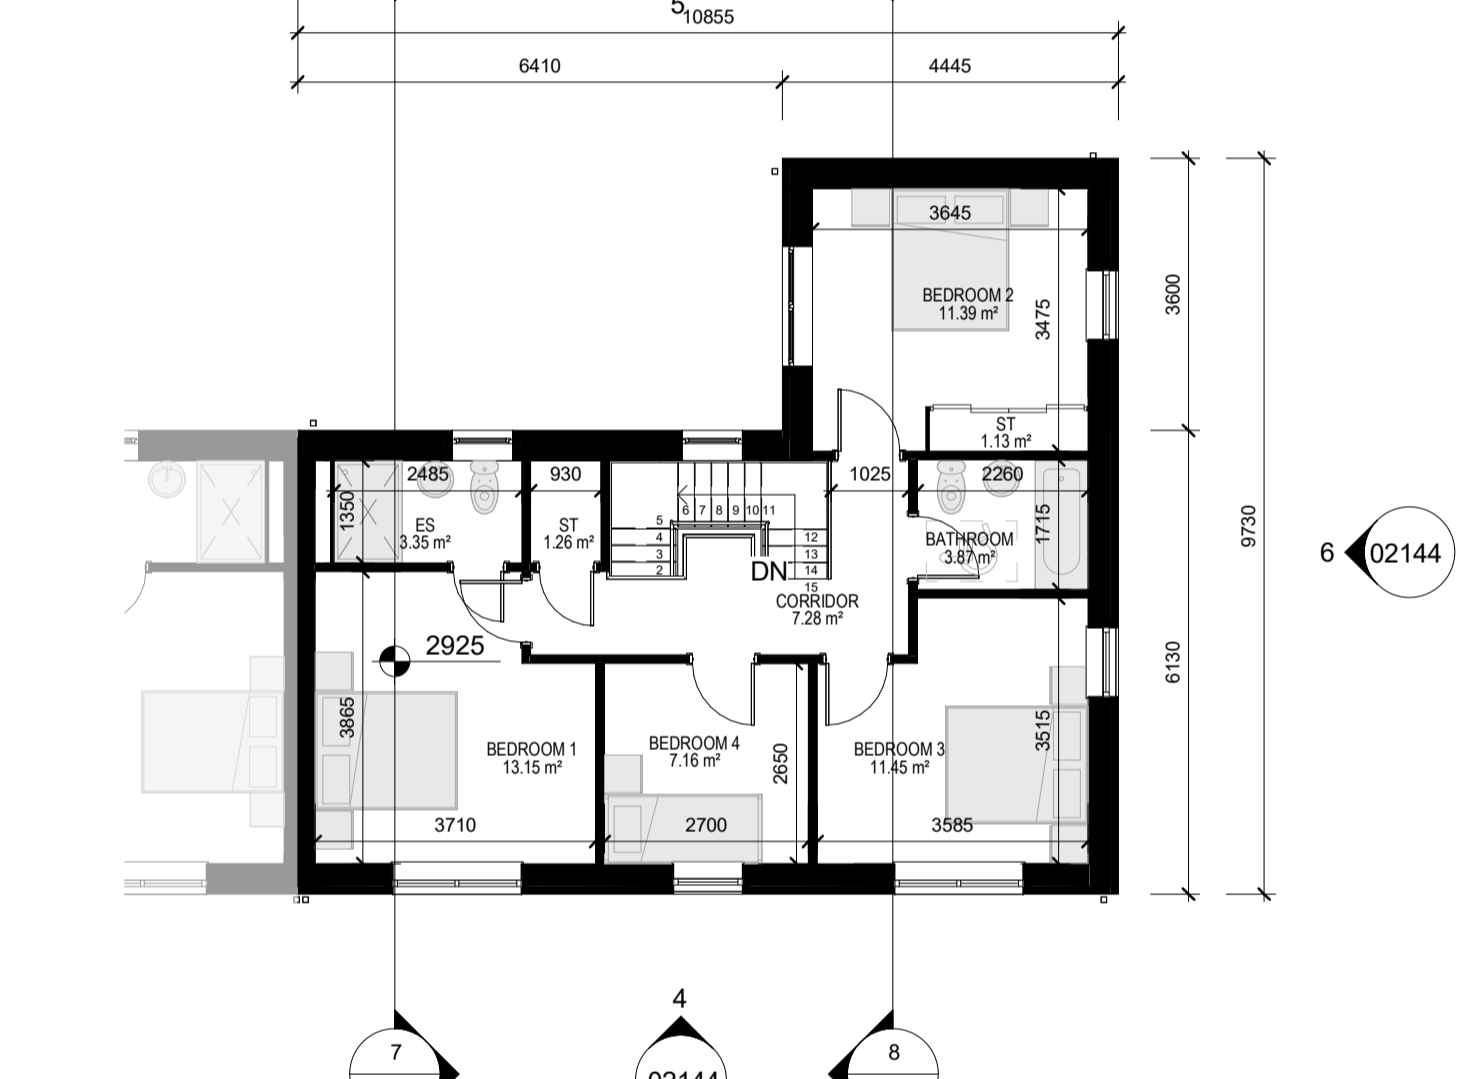 5
10855
6410
4445
3645
BEDROOM 2
11.39 m²
3475
3600
ST
1.13 m²
2485
930
1025
2260
1350
ES
3.35 m²
ST
1.26 m²
6 7 8 9 10 11
5
4
3
2
12
13
14
15
DN
1715
BATHROOM
3.87 m²
9730
6
02144
CORRIDOR
7.28 m²
2925
6130
3865
BEDROOM 1
13.15 m²
BEDROOM 4
7.16 m²
2650
BEDROOM 3
11.45 m²
3515
3710
2700
3585
4
7
8
02144